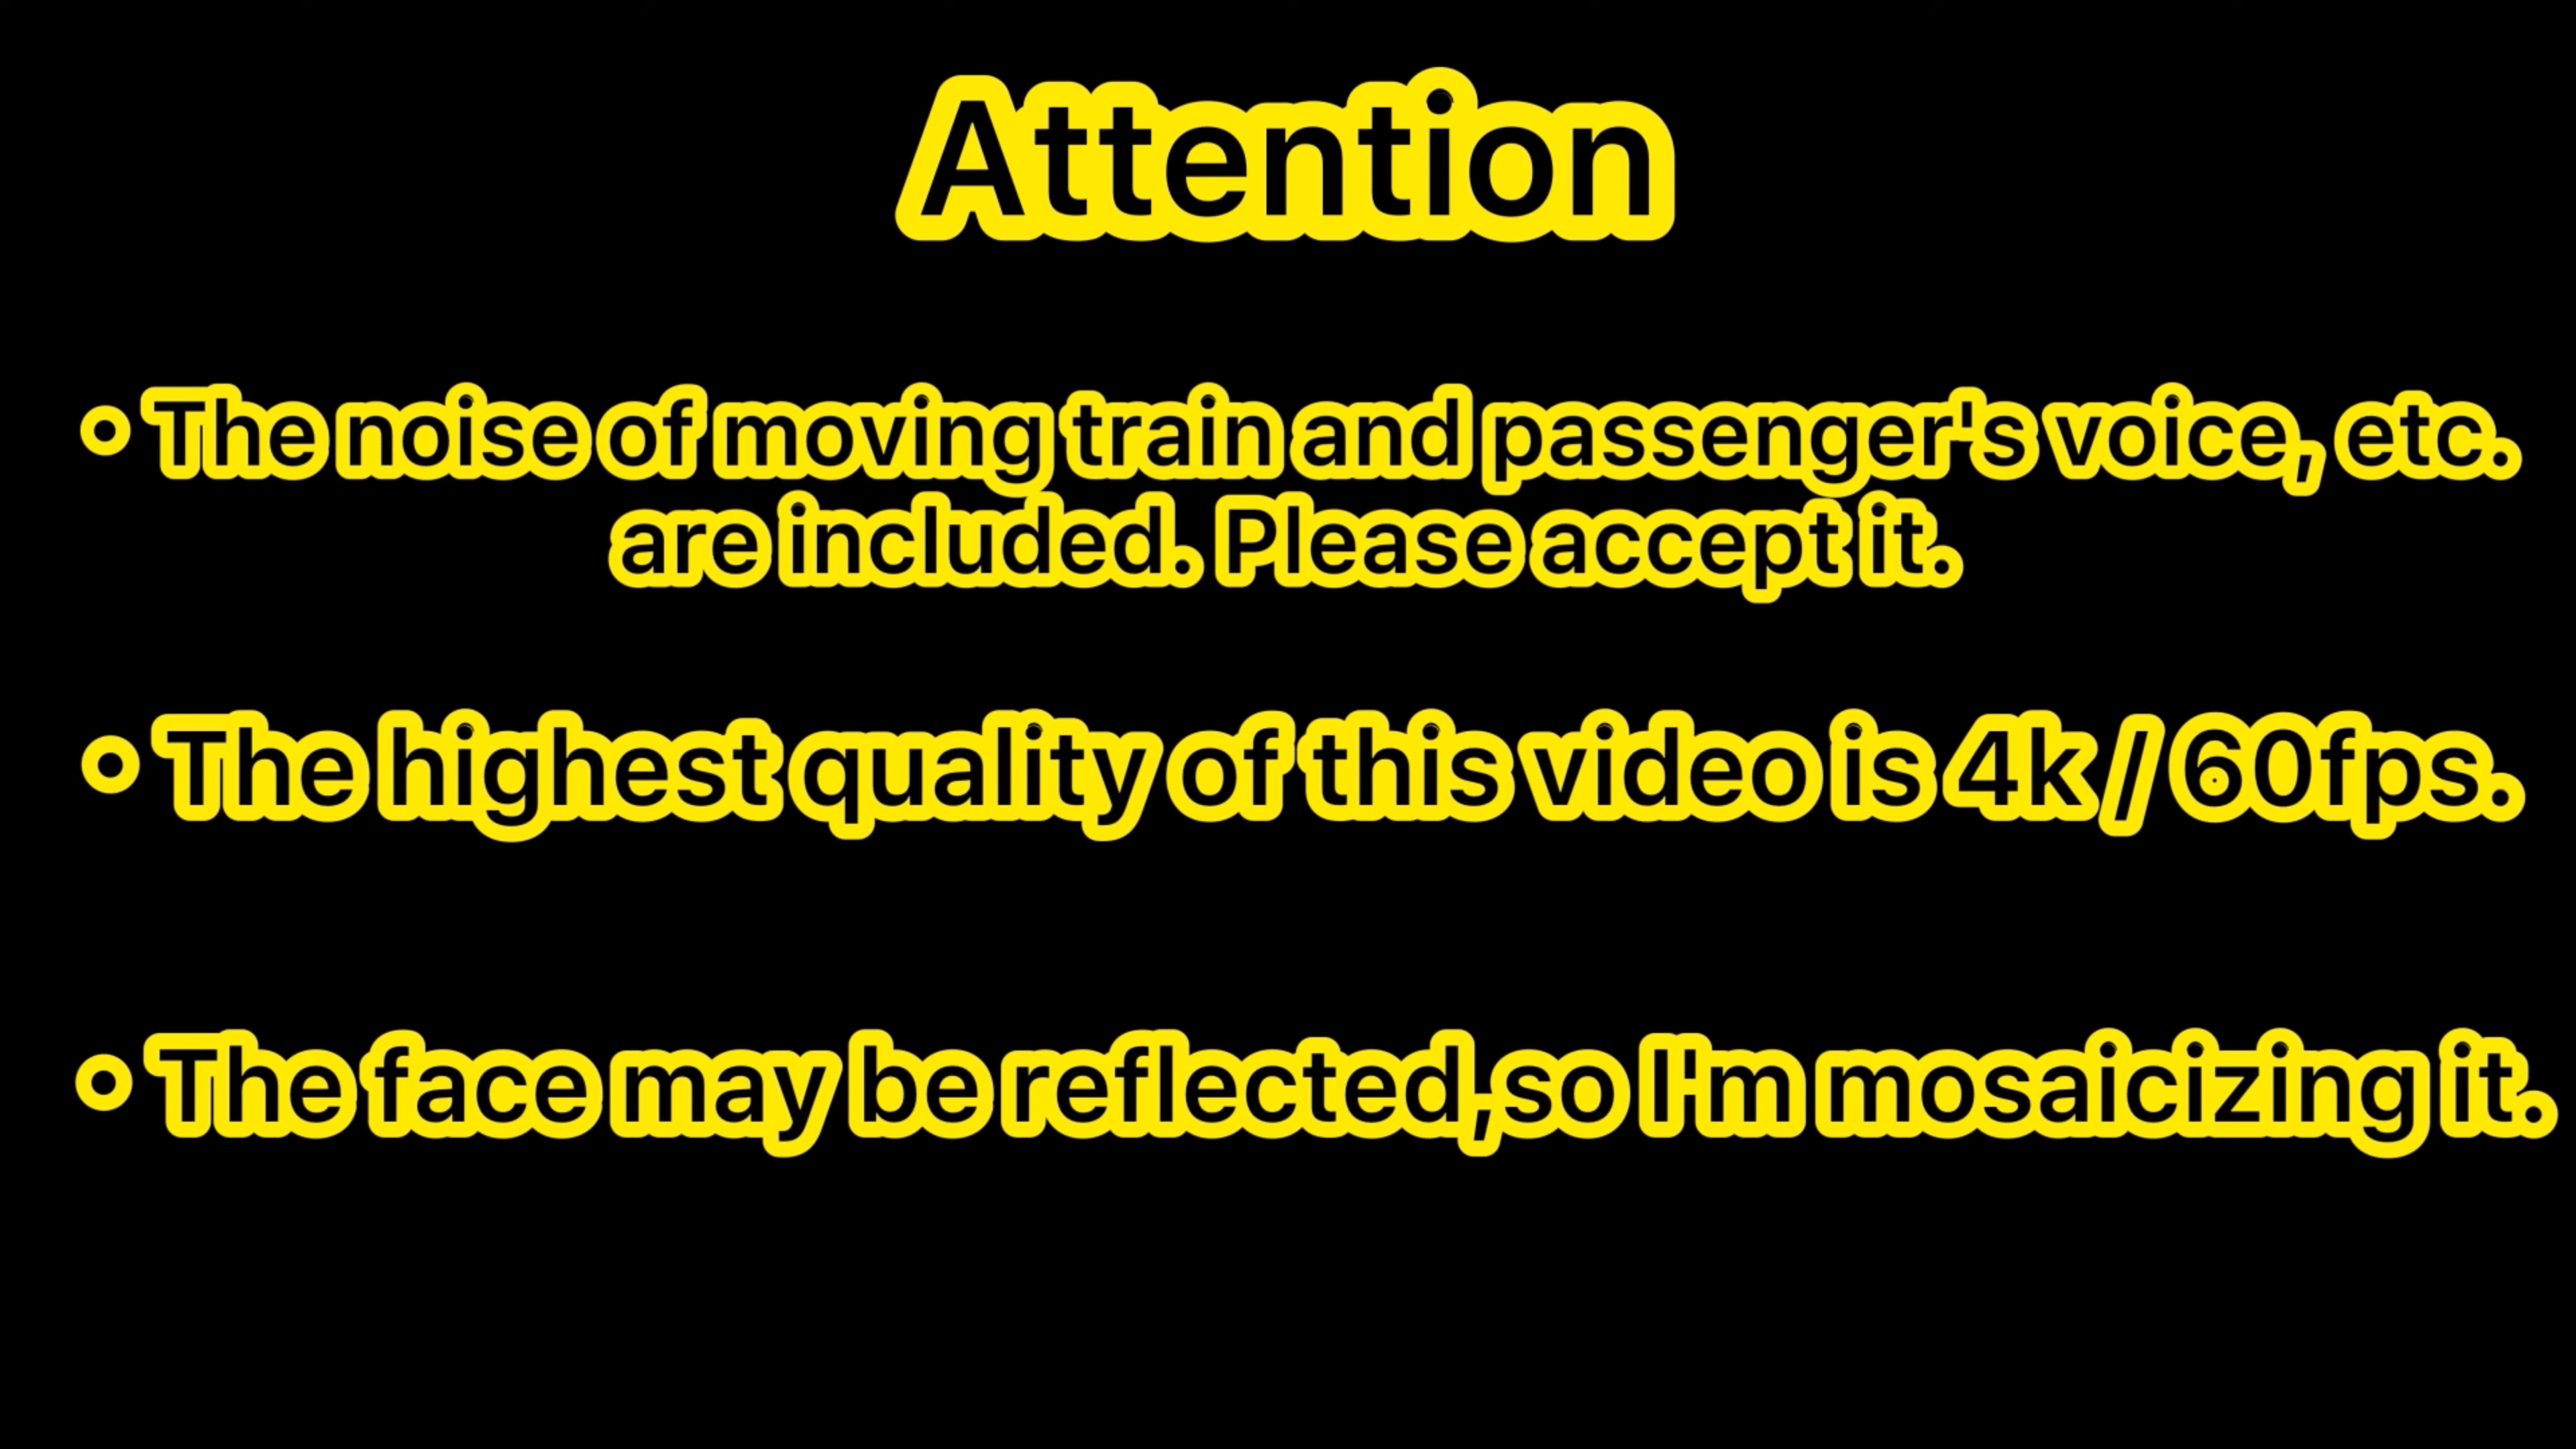 Attention
• The noise of moving train and passenger's voice, etc.
are included. Please accept it.
• The highest quality of this video is 4k / 60fps.
• The face may be reflected,so I'm mosaicizing it.